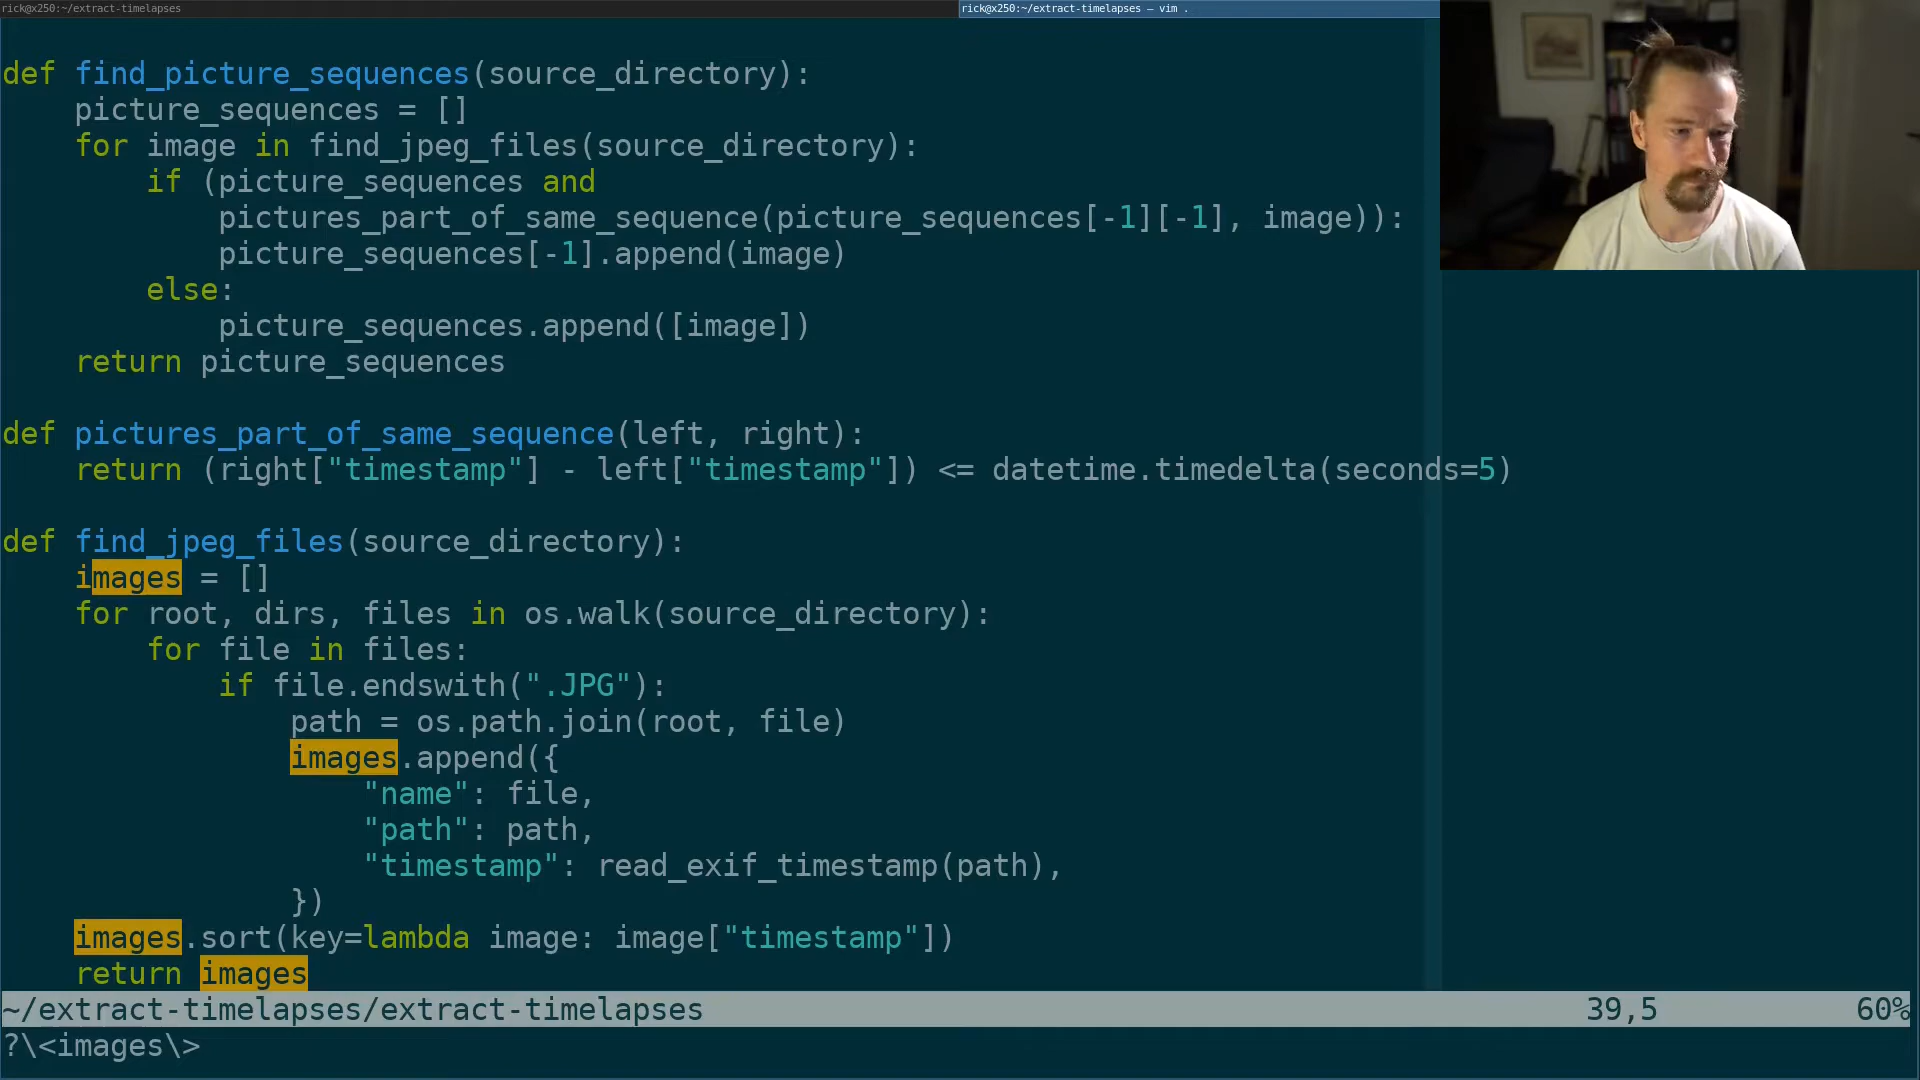 rick@x250:~/extract-timelapses
rick@x250:~/extract-timelapses — vim .
def find_picture_sequences(source_directory):
    picture_sequences = []
    for image in find_jpeg_files(source_directory):
        if (picture_sequences and
            pictures_part_of_same_sequence(picture_sequences[-1][-1], image)):
            picture_sequences[-1].append(image)
        else:
            picture_sequences.append([image])
    return picture_sequences
def pictures_part_of_same_sequence(left, right):
    return (right["timestamp"] - left["timestamp"]) <= datetime.timedelta(seconds=5)
def find_jpeg_files(source_directory):
    images = []
    for root, dirs, files in os.walk(source_directory):
        for file in files:
            if file.endswith(".JPG"):
                path = os.path.join(root, file)
                images.append({
                    "name": file,
                    "path": path,
                    "timestamp": read_exif_timestamp(path),
                })
    images.sort(key=lambda image: image["timestamp"])
    return images
~/extract-timelapses/extract-timelapses 39,5 60%
?\<images\>